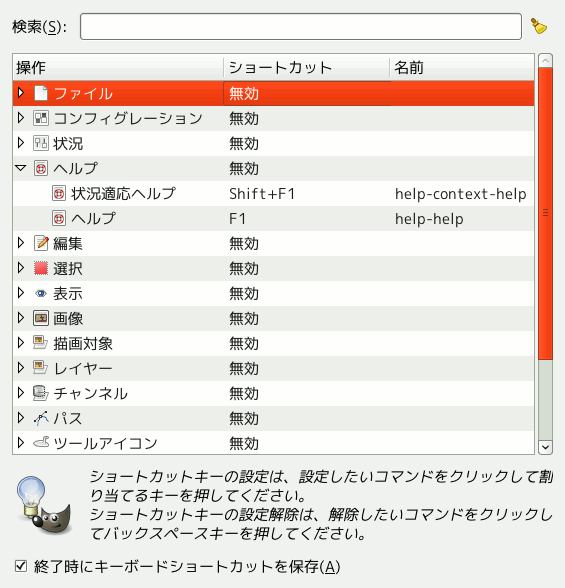 検索(S):
操作 ショートカット 名前
ファイル 無効
コンフィグレーション 無効
状況 無効
ヘルプ 無効
状況適応ヘルプ Shift+F1 help-context-help
ヘルプ F1 help-help
編集 無効
選択 無効
表示 無効
画像 無効
描画対象 無効
レイヤー 無効
チャンネル 無効
パス 無効
ツールアイコン 無効
ショートカットキーの設定は、設定したいコマンドをクリックして割
り当てるキーを押してください。
ショートカットキーの設定解除は、解除したいコマンドをクリックし
てバックスペースキーを押してください。
終了時にキーボードショートカットを保存(A)